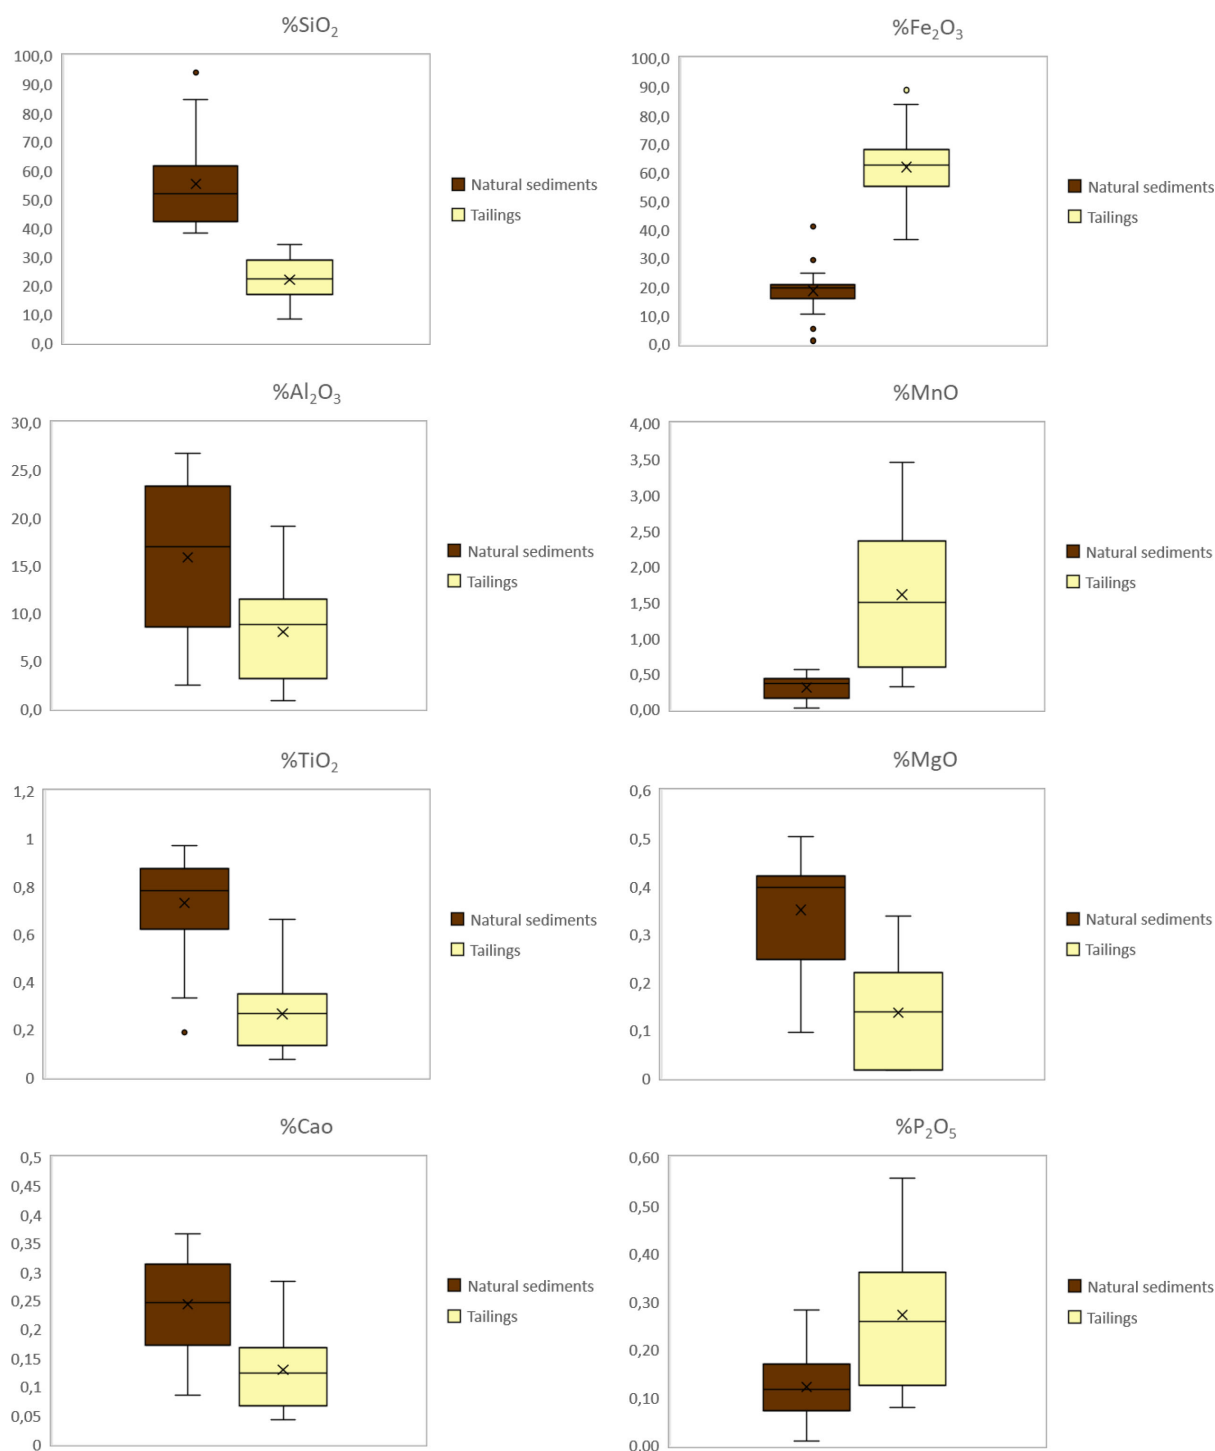 %SiO₂
100,0
90,0
80,0
70,0
60,0
50,0
40,0
30,0
20,0
10,0
0,0
Natural sediments
Tailings
%Fe₂O₃
100,0
90,0
80,0
70,0
60,0
50,0
40,0
30,0
20,0
10,0
0,0
Natural sediments
Tailings
%Al₂O₃
30,0
25,0
20,0
15,0
10,0
5,0
0,0
Natural sediments
Tailings
%MnO
4,00
3,50
3,00
2,50
2,00
1,50
1,00
0,50
0,00
Natural sediments
Tailings
%TiO₂
1,2
1
0,8
0,6
0,4
0,2
0
Natural sediments
Tailings
%MgO
0,6
0,5
0,4
0,3
0,2
0,1
0
Natural sediments
Tailings
%Cao
0,5
0,45
0,4
0,35
0,3
0,25
0,2
0,15
0,1
0,05
0
Natural sediments
Tailings
%P₂O₅
0,60
0,50
0,40
0,30
0,20
0,10
0,00
Natural sediments
Tailings